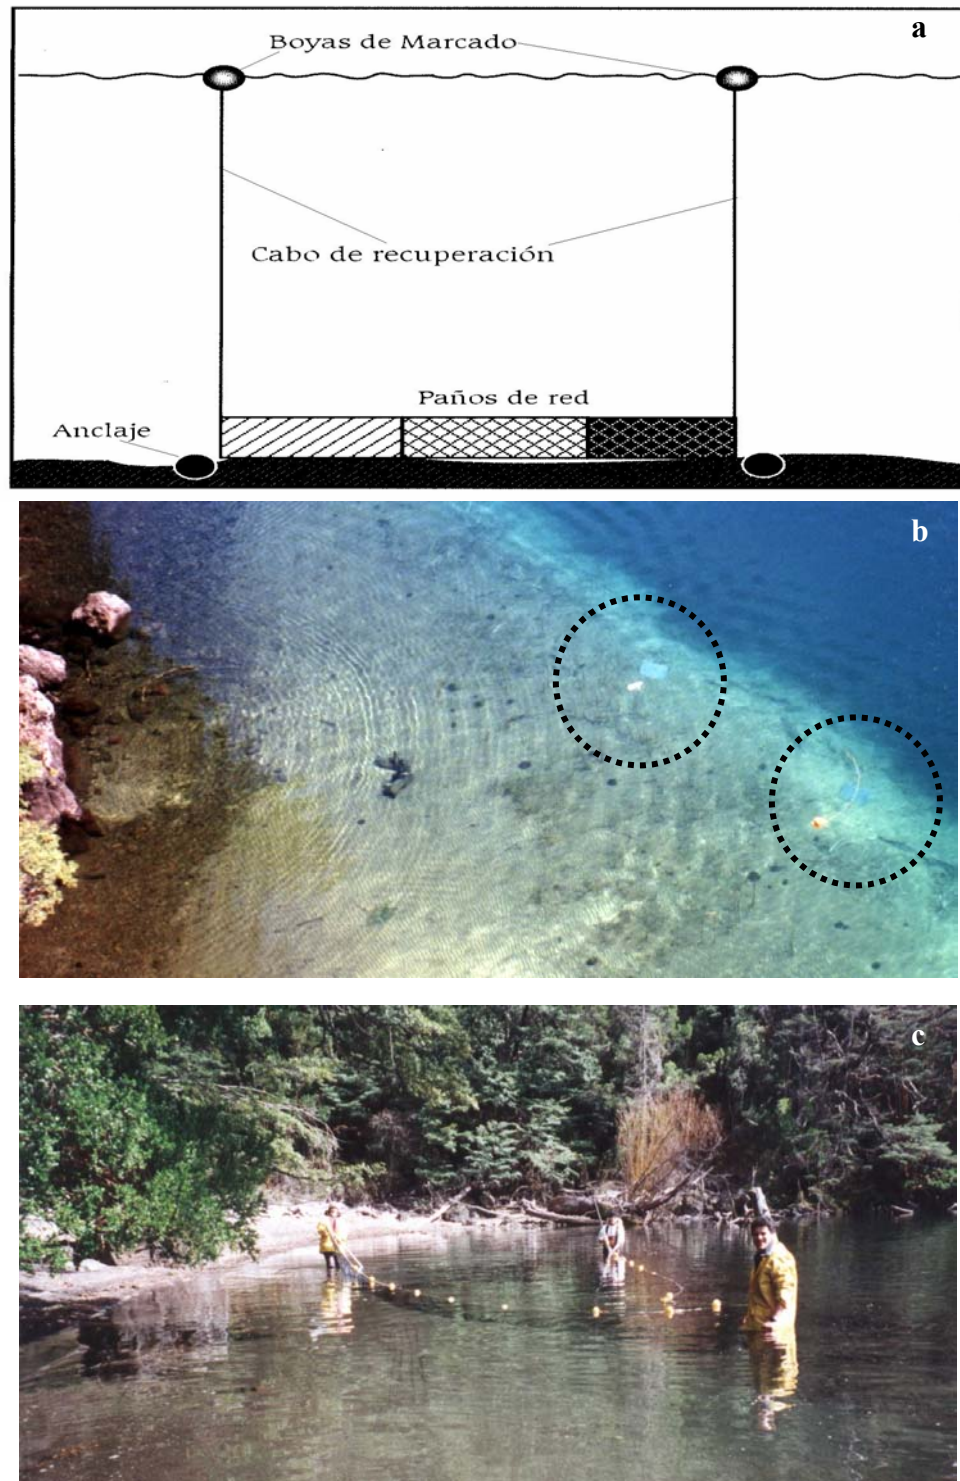 a
Boyas de Marcado
Cabo de recuperación
Paños de red
Anclaje
b
c